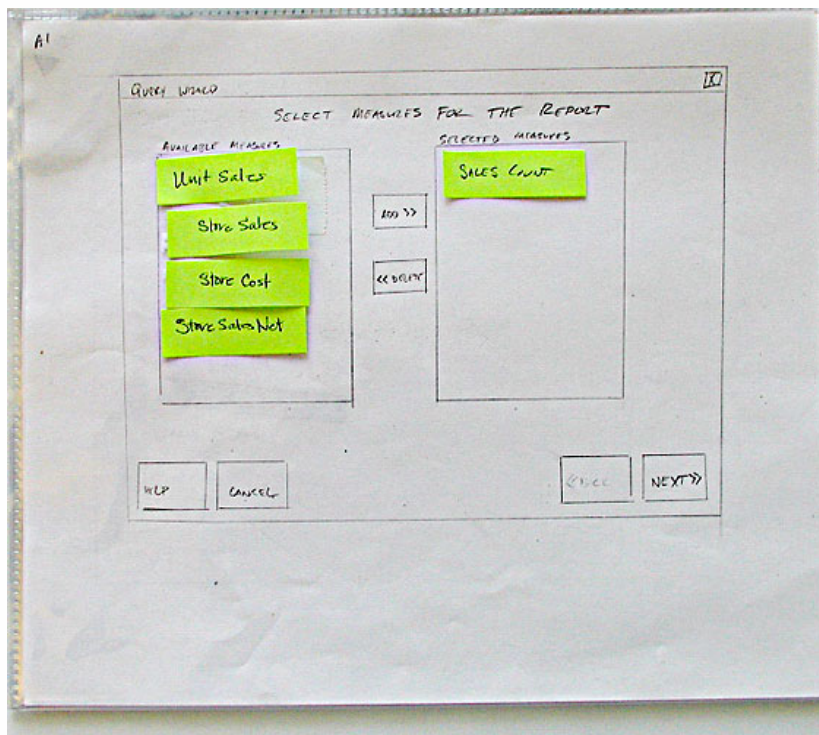 A1
QUERY WIZARD
X
SELECT MEASURES FOR THE REPORT
AVAILABLE MEASURES
SELECTED MEASURES
Unit Sales
Store Sales
Store Cost
Store Sales Net
SALES COUNT
ADD >>
<< DELETE
HELP
CANCEL
<< BACK
NEXT >>